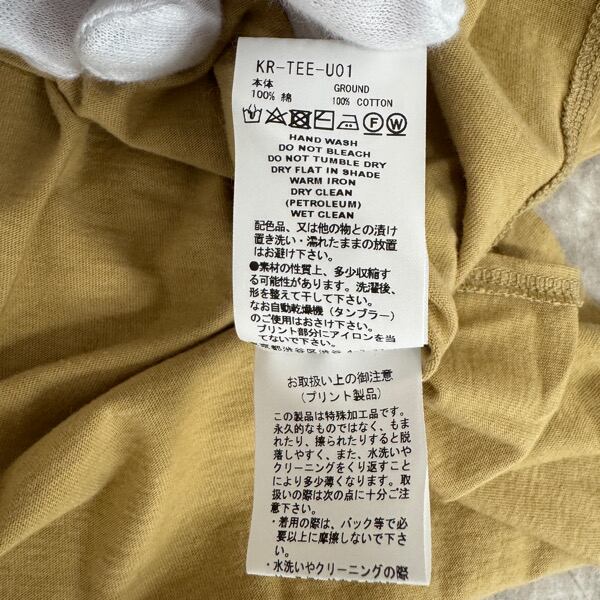 KR-TEE-U01
本体 GROUND
100% 綿 100% COTTON
F W
HAND WASH
DO NOT BLEACH
DO NOT TUMBLE DRY
DRY FLAT IN SHADE
WARM IRON
DRY CLEAN
(PETROLEUM)
WET CLEAN
配色品、又は他の物との漬け
置き洗い・濡れたままの放置
はお避け下さい。
●素材の性質上、多少収縮す
る可能性があります。洗濯後、
形を整えて干して下さい。
なお自動乾燥機（タンブラー）
のご使用はおさけ下さい。
プリント部分にアイロンを当
てないで下さい。
お取扱い上の御注意
（プリント製品）
この製品は特殊加工品です。
永久的なものではなく、もま
れたり、擦られたりすると脱
落しやすく、また、水洗いや
クリーニングをくり返すこと
により多少薄くなります。取
扱いの際は次の点に十分ご注
意下さい。
・着用の際は、バック等で必
要以上に摩擦しないで下さ
い。
・水洗いやクリーニングの際